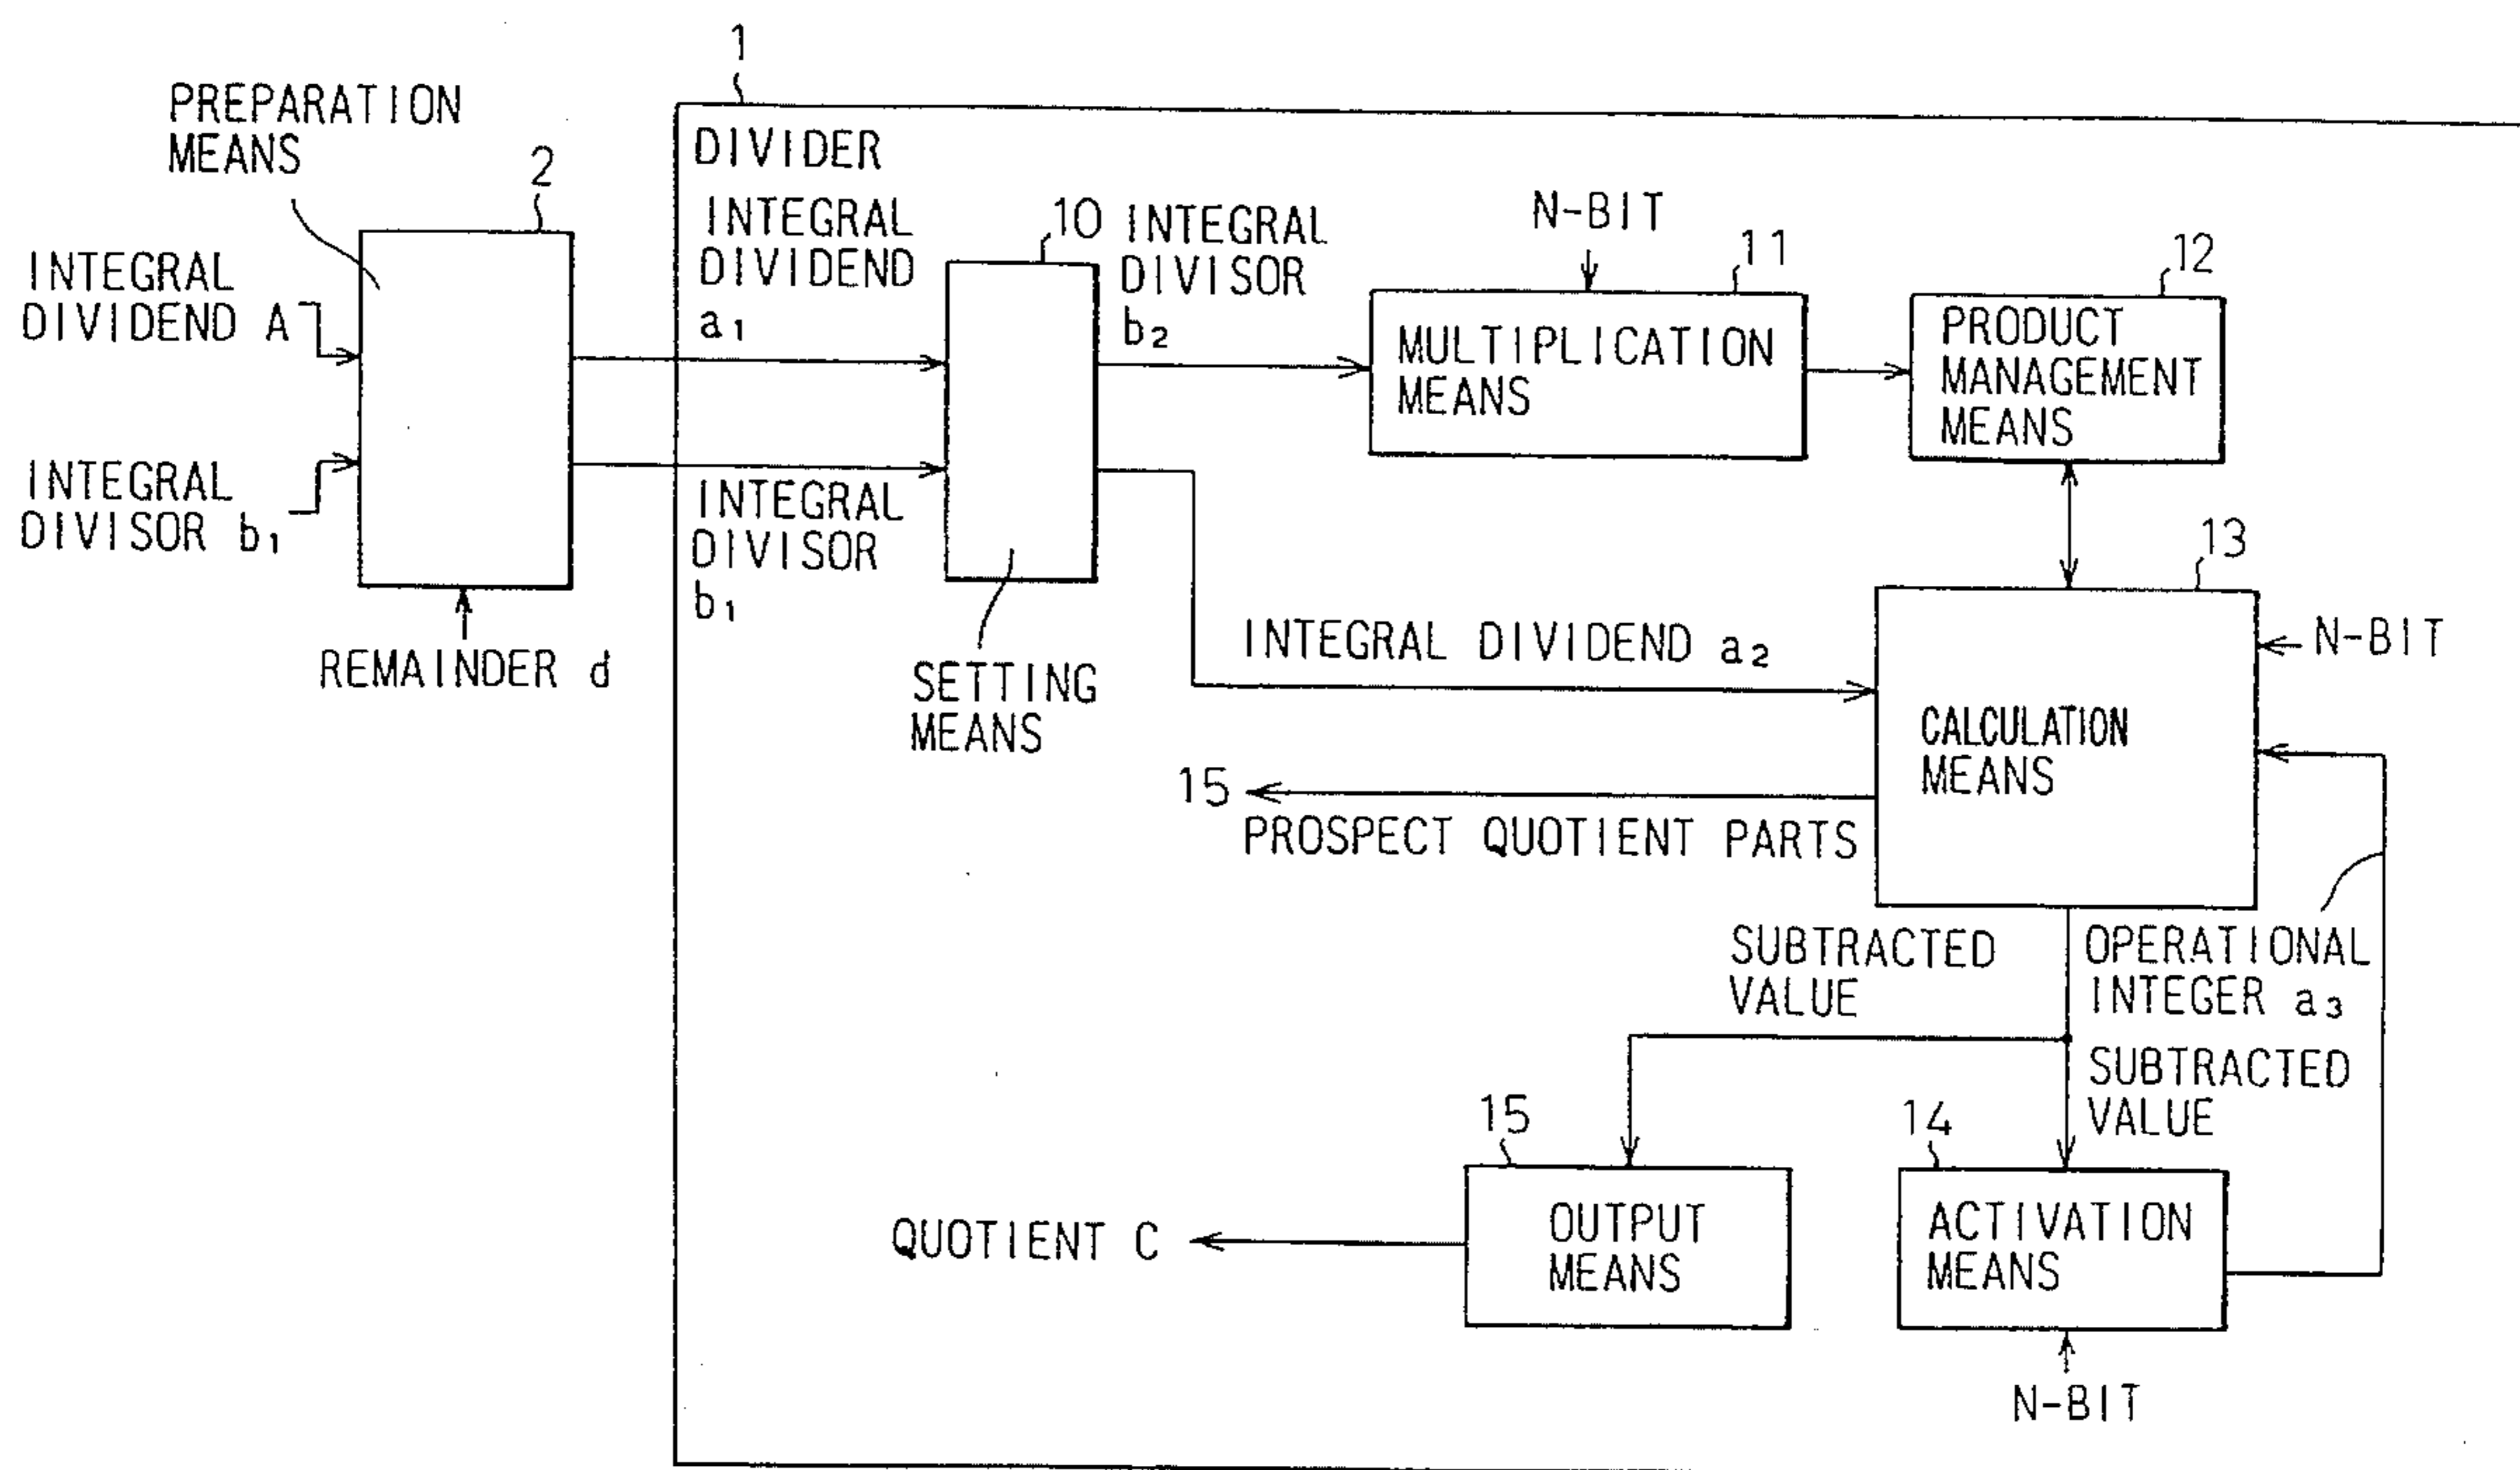 1
PREPARATION
MEANS
2
INTEGRAL
DIVIDEND A
INTEGRAL
DIVISOR b₁
REMAINDER d
DIVIDER
INTEGRAL
DIVIDEND
a₁
INTEGRAL
DIVISOR
b₁
10
SETTING
MEANS
INTEGRAL
DIVISOR
b₂
N-BIT
11
MULTIPLICATION
MEANS
12
PRODUCT
MANAGEMENT
MEANS
13
INTEGRAL DIVIDEND a₂
N-BIT
CALCULATION
MEANS
15
PROSPECT QUOTIENT PARTS
SUBTRACTED
VALUE
OPERATIONAL
INTEGER a₃
SUBTRACTED
VALUE
15
14
QUOTIENT C
OUTPUT
MEANS
ACTIVATION
MEANS
N-BIT